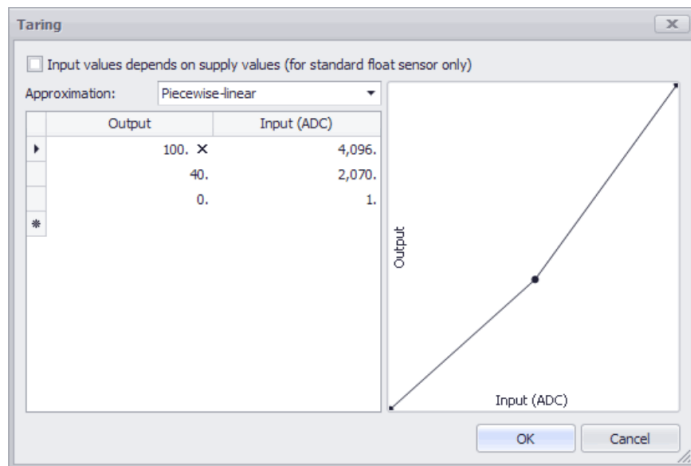 Taring
Input values depends on supply values (for standard float sensor only)
Approximation: Piecewise-linear
Output Input (ADC)
100. 4,096.
40. 2,070.
0. 1.
Output
Input (ADC)
OK Cancel